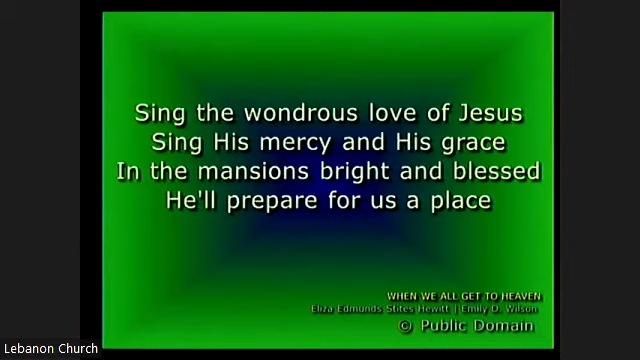 Sing the wondrous love of Jesus
Sing His mercy and His grace
In the mansions bright and blessed
He'll prepare for us a place
WHEN WE ALL GET TO HEAVEN
Eliza Edmunds Stites Hewitt | Emily D. Wilson
© Public Domain
Lebanon Church